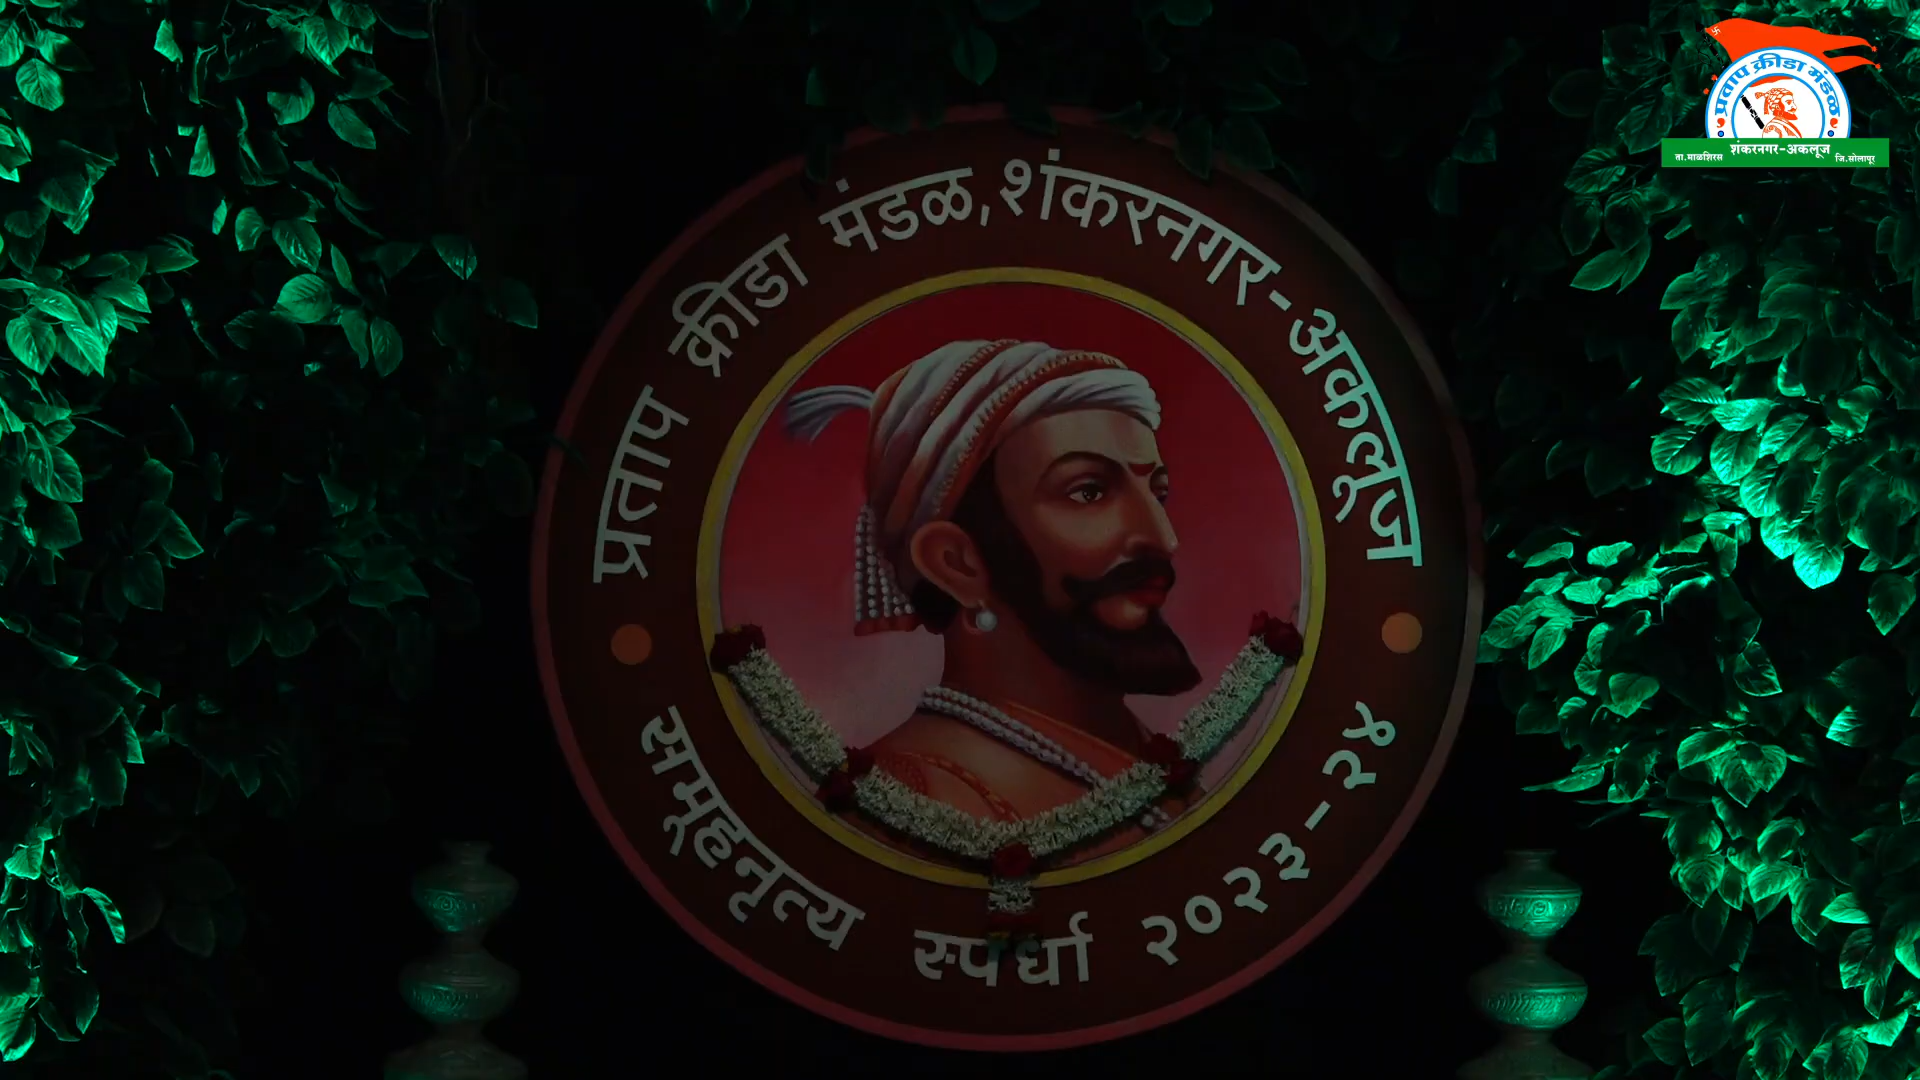 प्रताप क्रीडा मंडळ, शंकरनगर-अकलूज
समूहनृत्य स्पर्धा २०२३-२४
प्रताप क्रीडा मंडळ
ता.माळशिरस शंकरनगर-अकलूज जि.सोलापूर